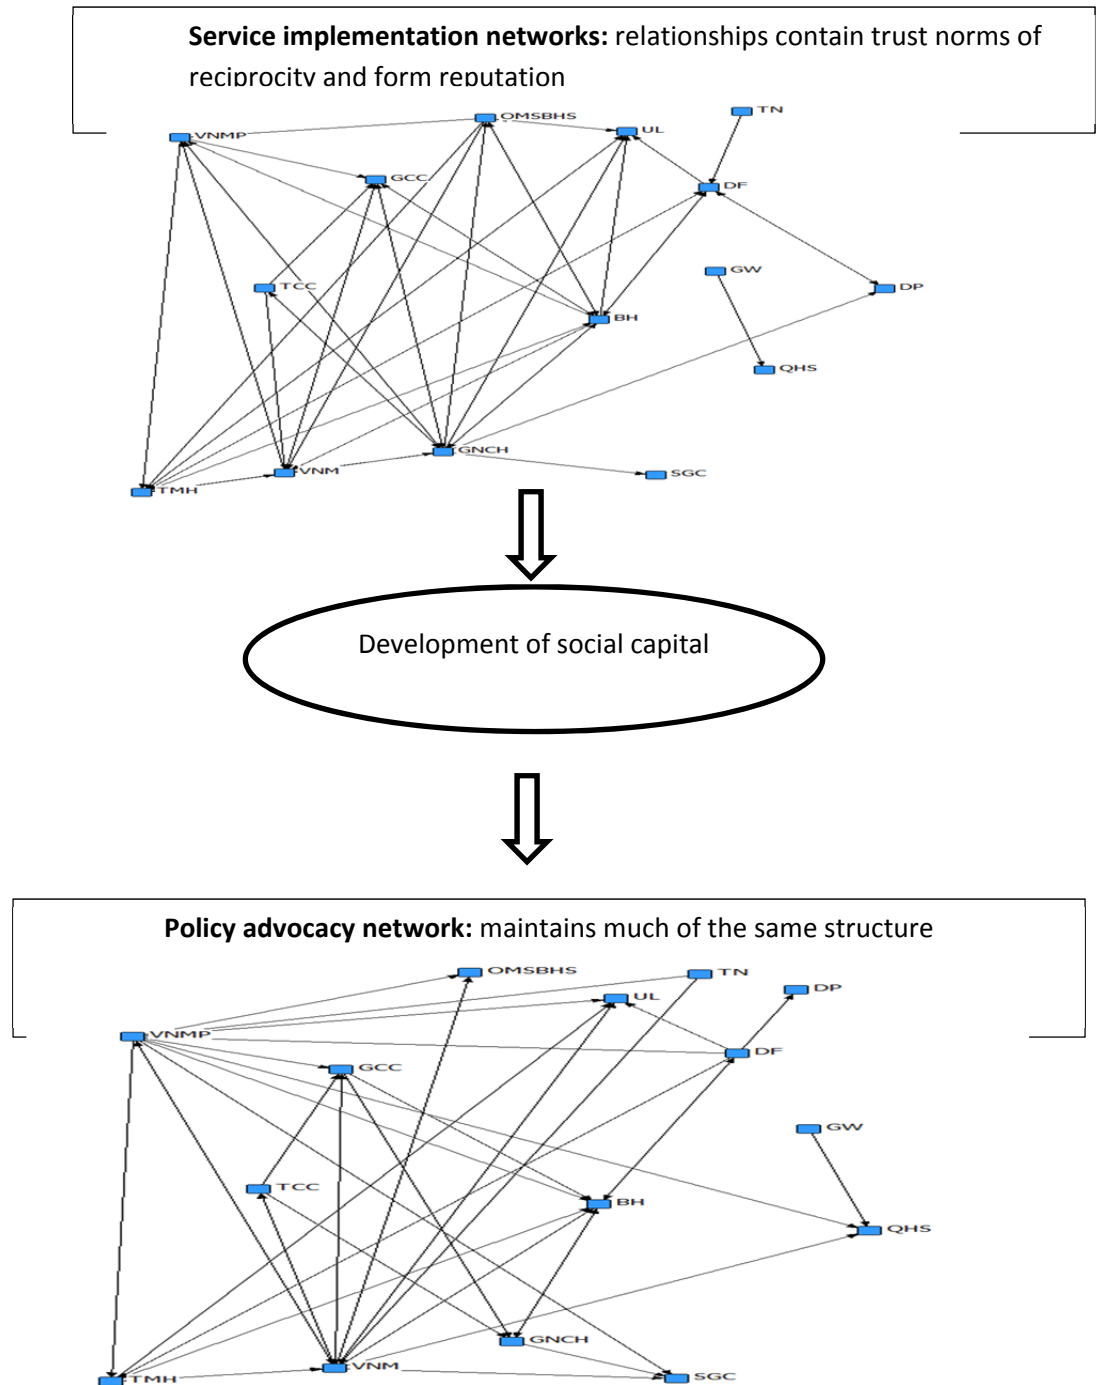 Service implementation networks: relationships contain trust norms of
reciprocity and form reputation
TN
OMSBHS
VNMP
UL
GCC
DF
GW
TCC
DP
BH
QHS
GNCH
VNM
SGC
TMH
Development of social capital
Policy advocacy network: maintains much of the same structure
OMSBHS
TN
DP
UL
VNMP
DF
GCC
GW
TCC
BH
QHS
GNCH
VNM
TMH
SGC